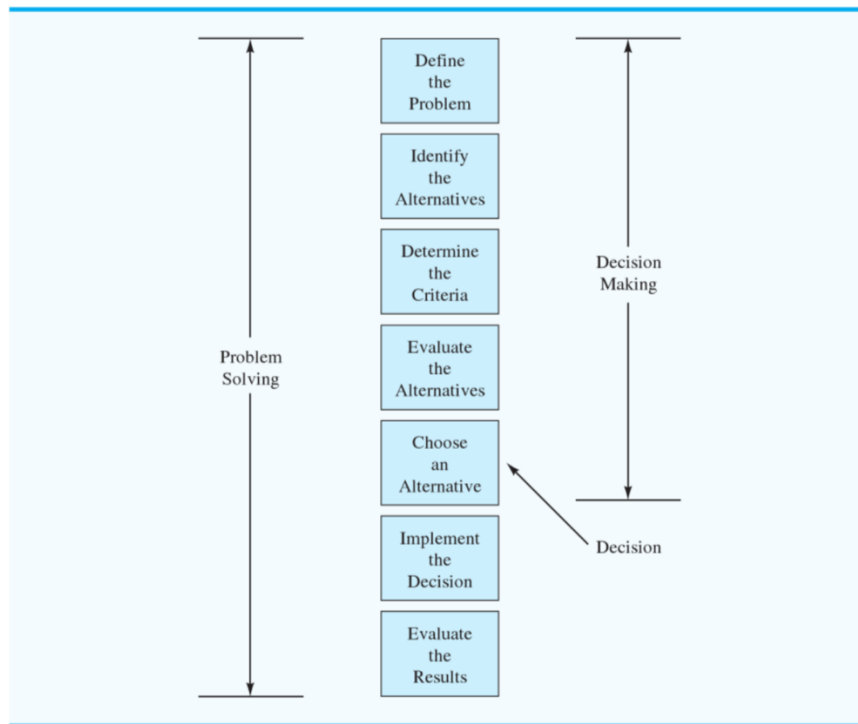 Define
the
Problem
Identify
the
Alternatives
Determine
the
Criteria
Evaluate
the
Alternatives
Choose
an
Alternative
Implement
the
Decision
Evaluate
the
Results
Problem
Solving
Decision
Making
Decision